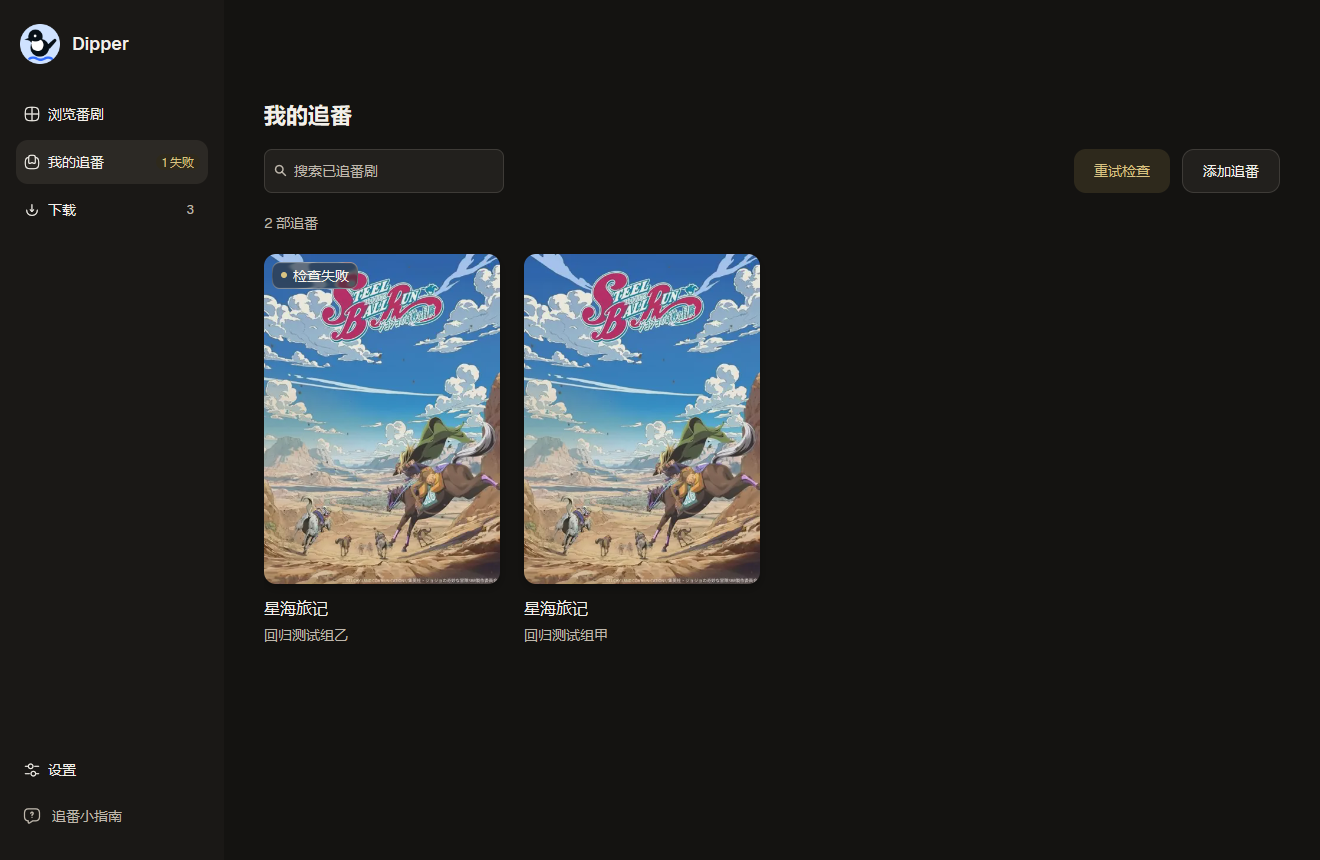 Dipper
浏览番剧
我的追番
1 失败
下载
3
设置
追番小指南
我的追番
搜索已追番剧
重试检查
添加追番
2 部追番
检查失败
STEEL
BALL RUN
STEEL
BALL RUN
星海旅记
回归测试组乙
星海旅记
回归测试组甲